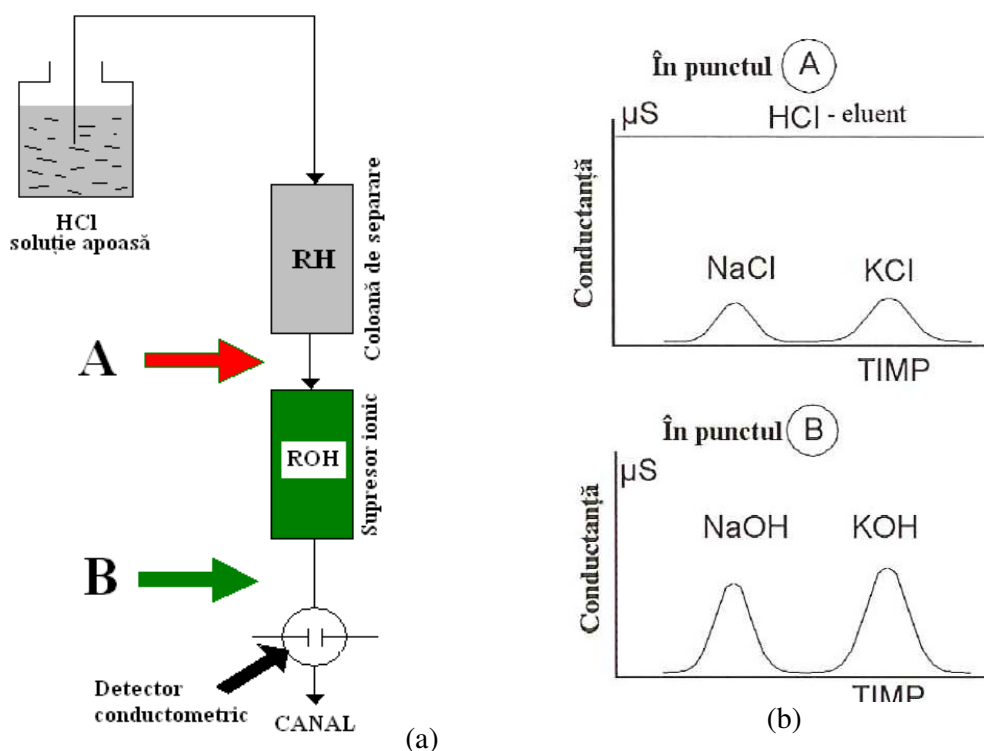 HCl
soluție apoasă
RH
Coloană de separare
A
ROH
Supresor ionic
B
Detector
conductometric
CANAL
(a)
În punctul A
µS
HCl - eluent
Conductanță
NaCl
KCl
TIMP
În punctul B
µS
Conductanță
NaOH
KOH
TIMP
(b)